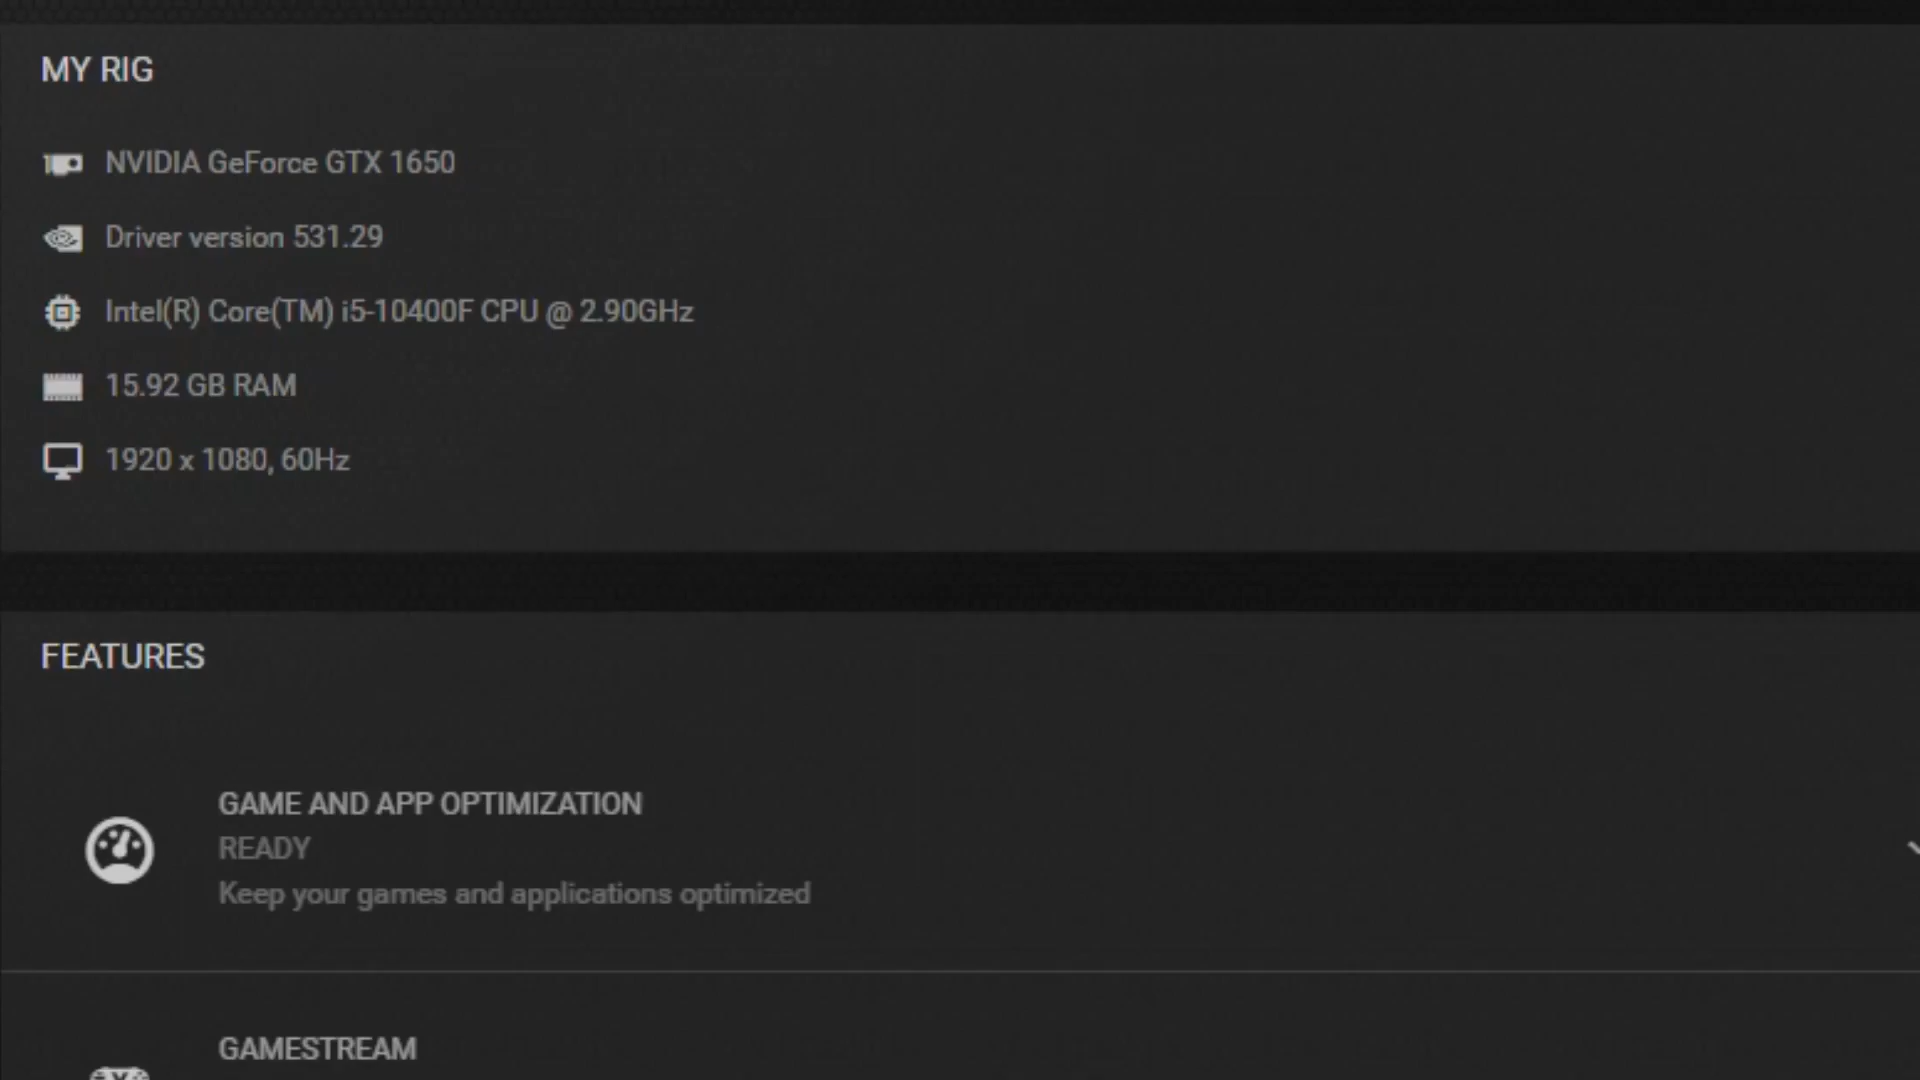 MY RIG
NVIDIA GeForce GTX 1650
Driver version 531.29
Intel(R) Core(TM) i5-10400F CPU @ 2.90GHz
15.92 GB RAM
1920 x 1080, 60Hz
FEATURES
GAME AND APP OPTIMIZATION
READY
Keep your games and applications optimized
GAMESTREAM